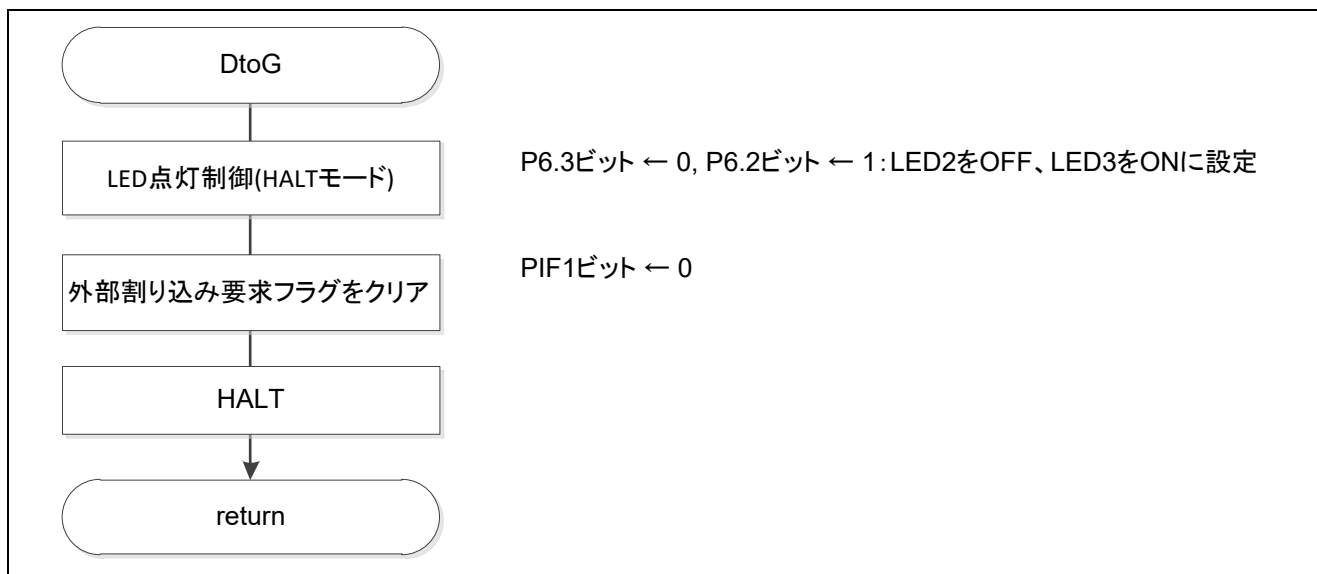 DtoG
LED点灯制御(HALTモード)
P6.3ビット ← 0, P6.2ビット ← 1:LED2をOFF、LED3をONに設定
外部割り込み要求フラグをクリア
PIF1ビット ← 0
HALT
return